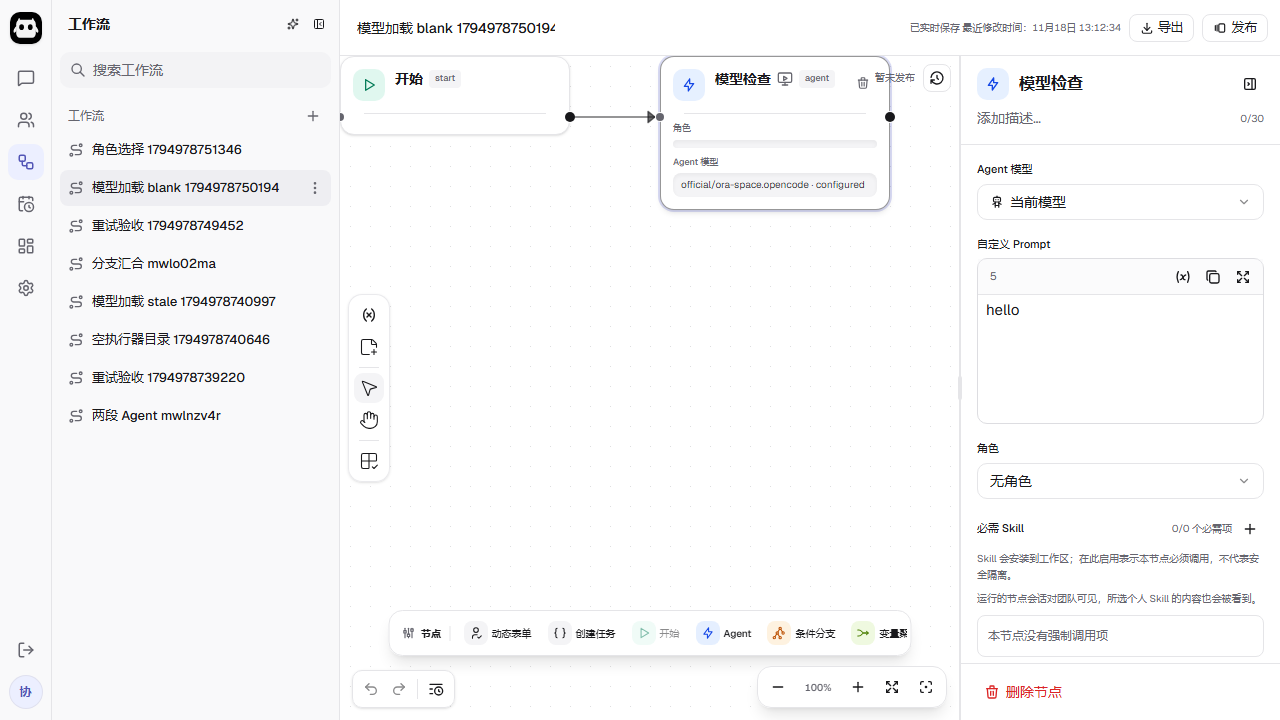 工作流
搜索工作流
工作流
角色选择 1794978751346
模型加载 blank 1794978750194
重试验收 1794978749452
分支汇合 mwlo02ma
模型加载 stale 1794978740997
空执行器目录 1794978740646
重试验收 1794978739220
两段 Agent mwlnzv4r
协
模型加载 blank 1794978750194
已实时保存 最近修改时间：11月18日 13:12:34
导出
发布
开始 start
模型检查 agent
暂未发布
角色
Agent 模型
official/ora-space.opencode · configured
节点
动态表单
创建任务
开始
Agent
条件分支
变量聚
100%
模型检查
添加描述...
0/30
Agent 模型
当前模型
自定义 Prompt
5
(x)
hello
角色
无角色
必需 Skill
0/0 个必需项
Skill 会安装到工作区；在此启用表示本节点必须调用，不代表安
全隔离。
运行的节点会话对团队可见，所选个人 Skill 的内容也会被看到。
本节点没有强制调用项
删除节点